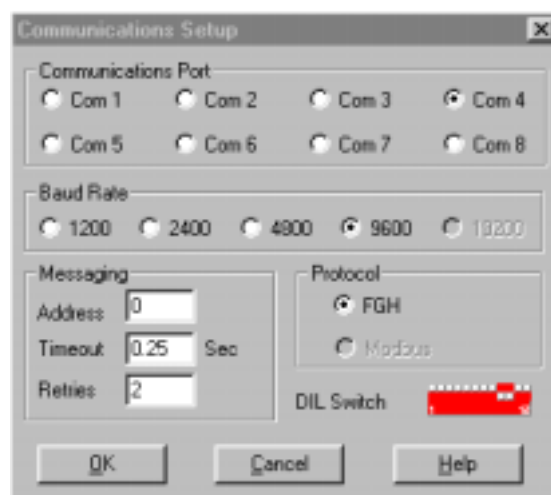 Communications Setup
Communications Port
Com 1 Com 2 Com 3 Com 4
Com 5 Com 6 Com 7 Com 8
Baud Rate
1200 2400 4800 9600 19200
Messaging
Address 0
Timeout 0.25 Sec
Retries 2
Protocol
FGH
Modbus
DIL Switch
1
OK Cancel Help